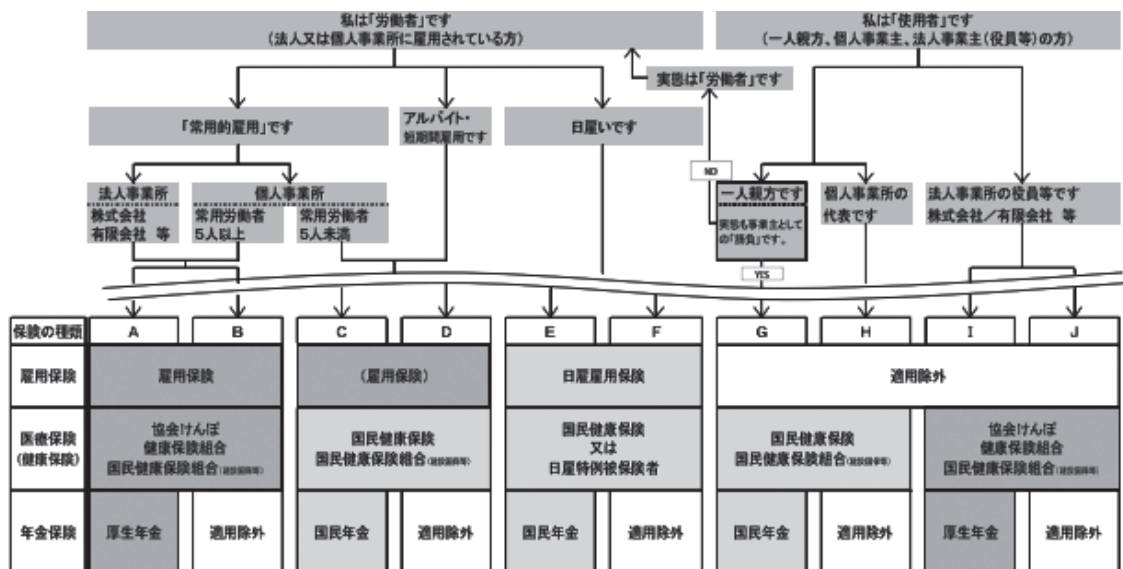 私は「労働者」です
(法人又は個人事業所に雇用されている方)
私は「使用者」です
(一人親方、個人事業主、法人事業主(役員等)の方)
実態は「労働者」です
「常用的雇用」です
アルバイト・
短期間雇用です
日雇いです
NO
法人事業所
株式会社
有限会社 等
個人事業所
常用労働者
5人以上
常用労働者
5人未満
一人親方です
実態も事業主として
の「勝負」です。
個人事業所の
代表です
法人事業所の役員等です
株式会社/有限会社 等
YES
保険の種類 A B C D E F G H I J
雇用保険 雇用保険 (雇用保険) 日雇雇用保険 適用除外
医療保険
(健康保険)
協会けんぽ
健康保険組合
国民健康保険組合
国民健康保険
国民健康保険組合
国民健康保険
又は
日雇特例被保険者
国民健康保険
国民健康保険組合
協会けんぽ
健康保険組合
国民健康保険組合
年金保険 厚生年金 適用除外 国民年金 適用除外 国民年金 適用除外 国民年金 適用除外 厚生年金 適用除外